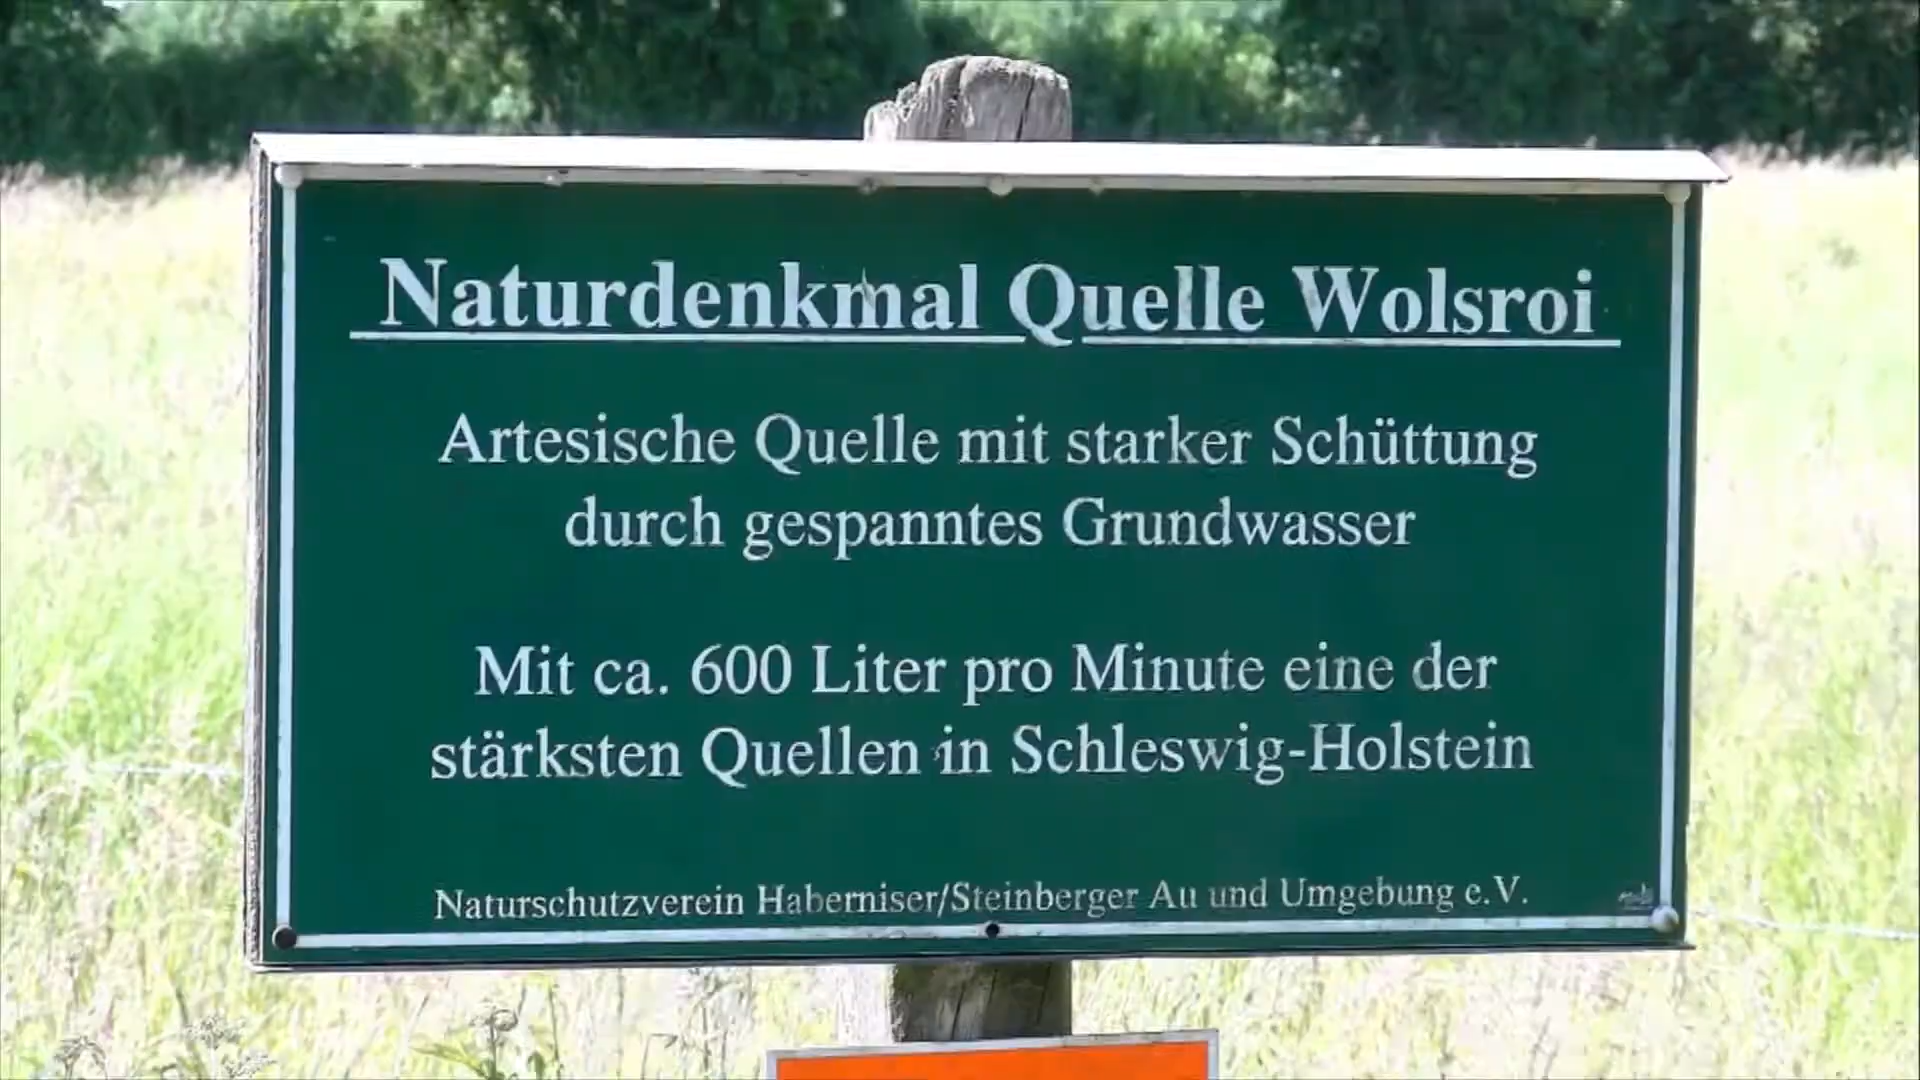 Naturdenkmal Quelle Wolsroi
Artesische Quelle mit starker Schüttung
durch gespanntes Grundwasser
Mit ca. 600 Liter pro Minute eine der
stärksten Quellen in Schleswig-Holstein
Naturschutzverein Haberniser/Steinberger Au und Umgebung e.V.